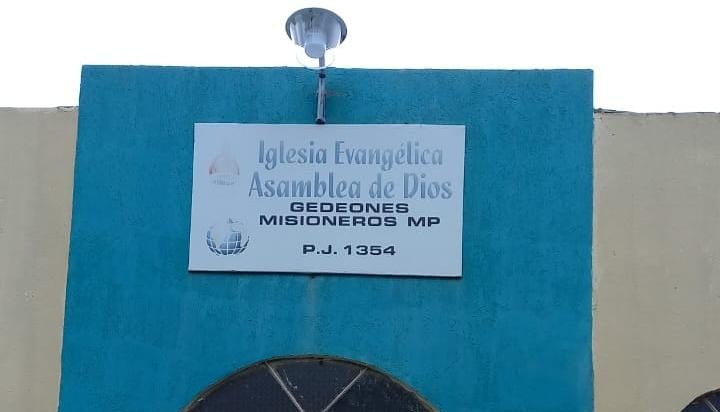 Iglesia Evangélica
Asamblea de Dios
GEDEONES
MISIONEROS MP
P.J. 1354